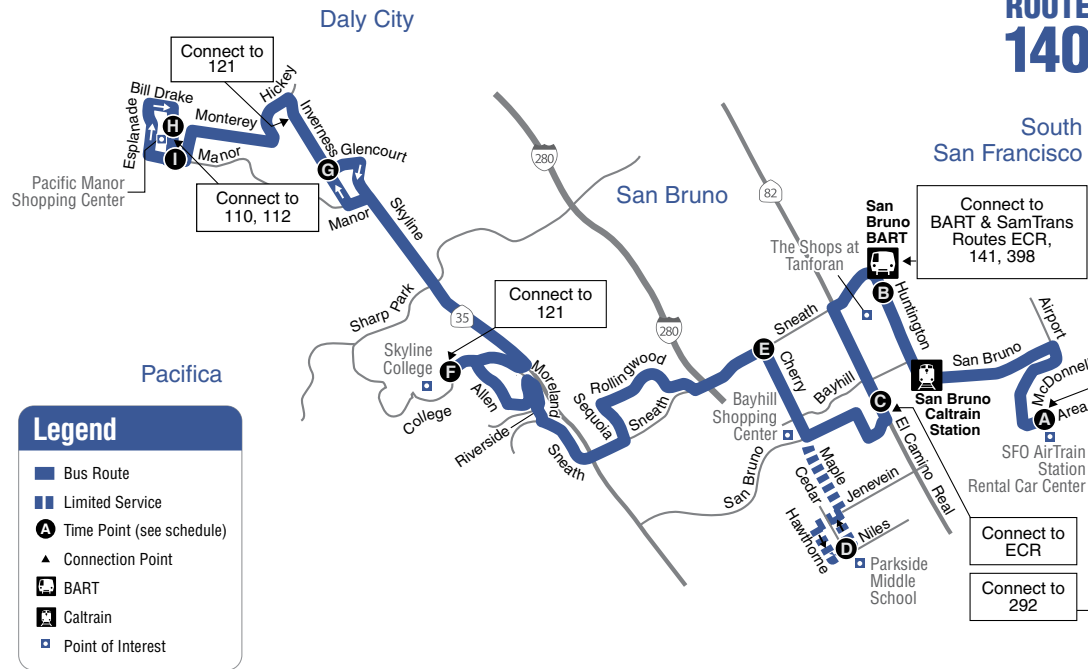 ROUTE
140
Daly City
South
San Francisco
San Bruno
Pacifica
Connect to
121
Bill Drake
Hickey
Esplanade
Monterey
Inverness
H
I
Manor
G
Glencourt
Manor
Skyline
Pacific Manor
Shopping Center
Connect to
110, 112
280
82
San
Bruno
BART
Connect to
BART & SamTrans
Routes ECR,
141, 398
The Shops at
Tanforan
B
Huntington
Airport
Sharp Park
35
Connect to
121
Skyline
College
F
Allen
College
Moreland
Riverside
Sneath
Sequoia
Rollingwood
Sneath
280
E
Sneath
Cherry
Bayhill
Bayhill
Shopping
Center
C
San Bruno
San Bruno
Caltrain
Station
McDonnell
A
Area
SFO AirTrain
Station
Rental Car Center
El Camino Real
San Bruno
Maple
Cedar
Jenevein
Hawthorne
Niles
D
Parkside
Middle
School
Connect to
ECR
Connect to
292
Legend
Bus Route
Limited Service
A Time Point (see schedule)
Connection Point
BART
Caltrain
Point of Interest